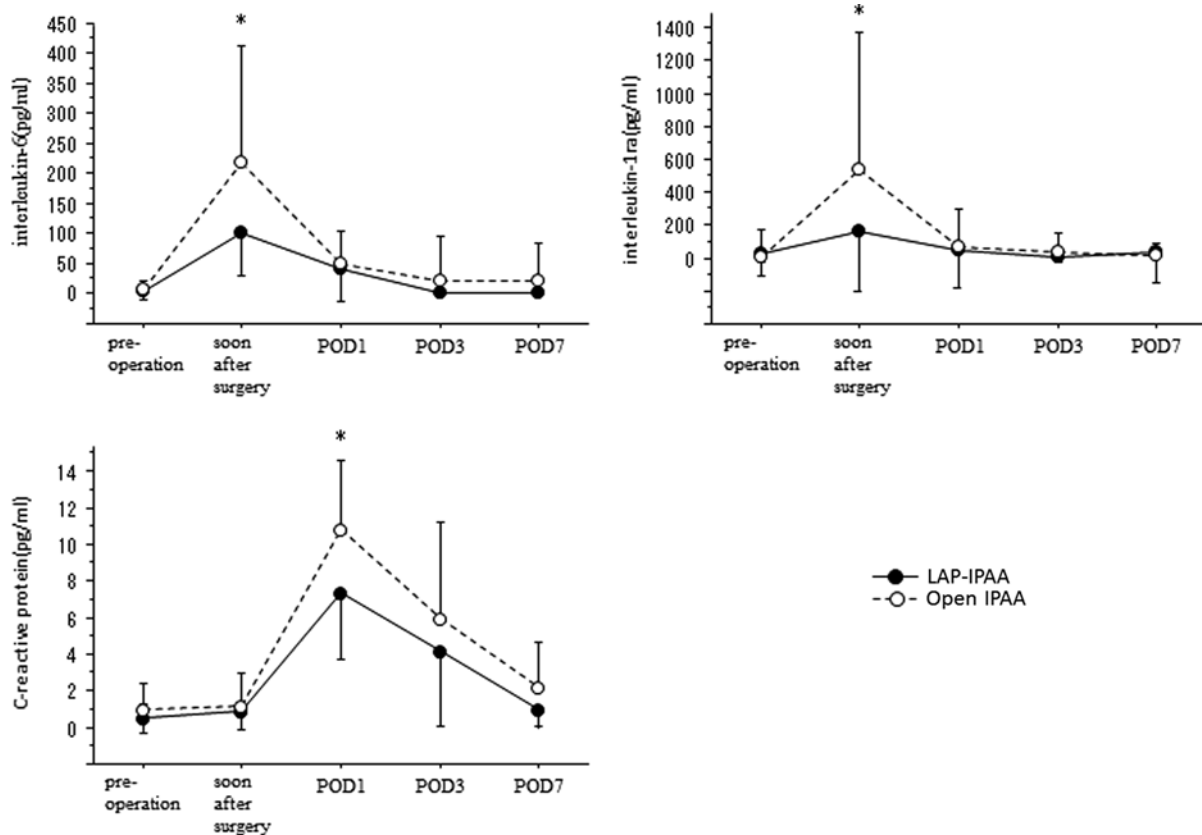 *
450
400
350
300
250
200
150
100
50
0
interleukin-6(pg/ml)
pre-
operation
soon
after
surgery
POD1
POD3
POD7
*
1400
1200
1000
800
600
400
200
0
interleukin-1ra(pg/ml)
pre-
operation
soon
after
surgery
POD1
POD3
POD7
*
14
12
10
8
6
4
2
0
C-reactive protein(pg/ml)
pre-
operation
soon
after
surgery
POD1
POD3
POD7
LAP-IPAA
Open IPAA